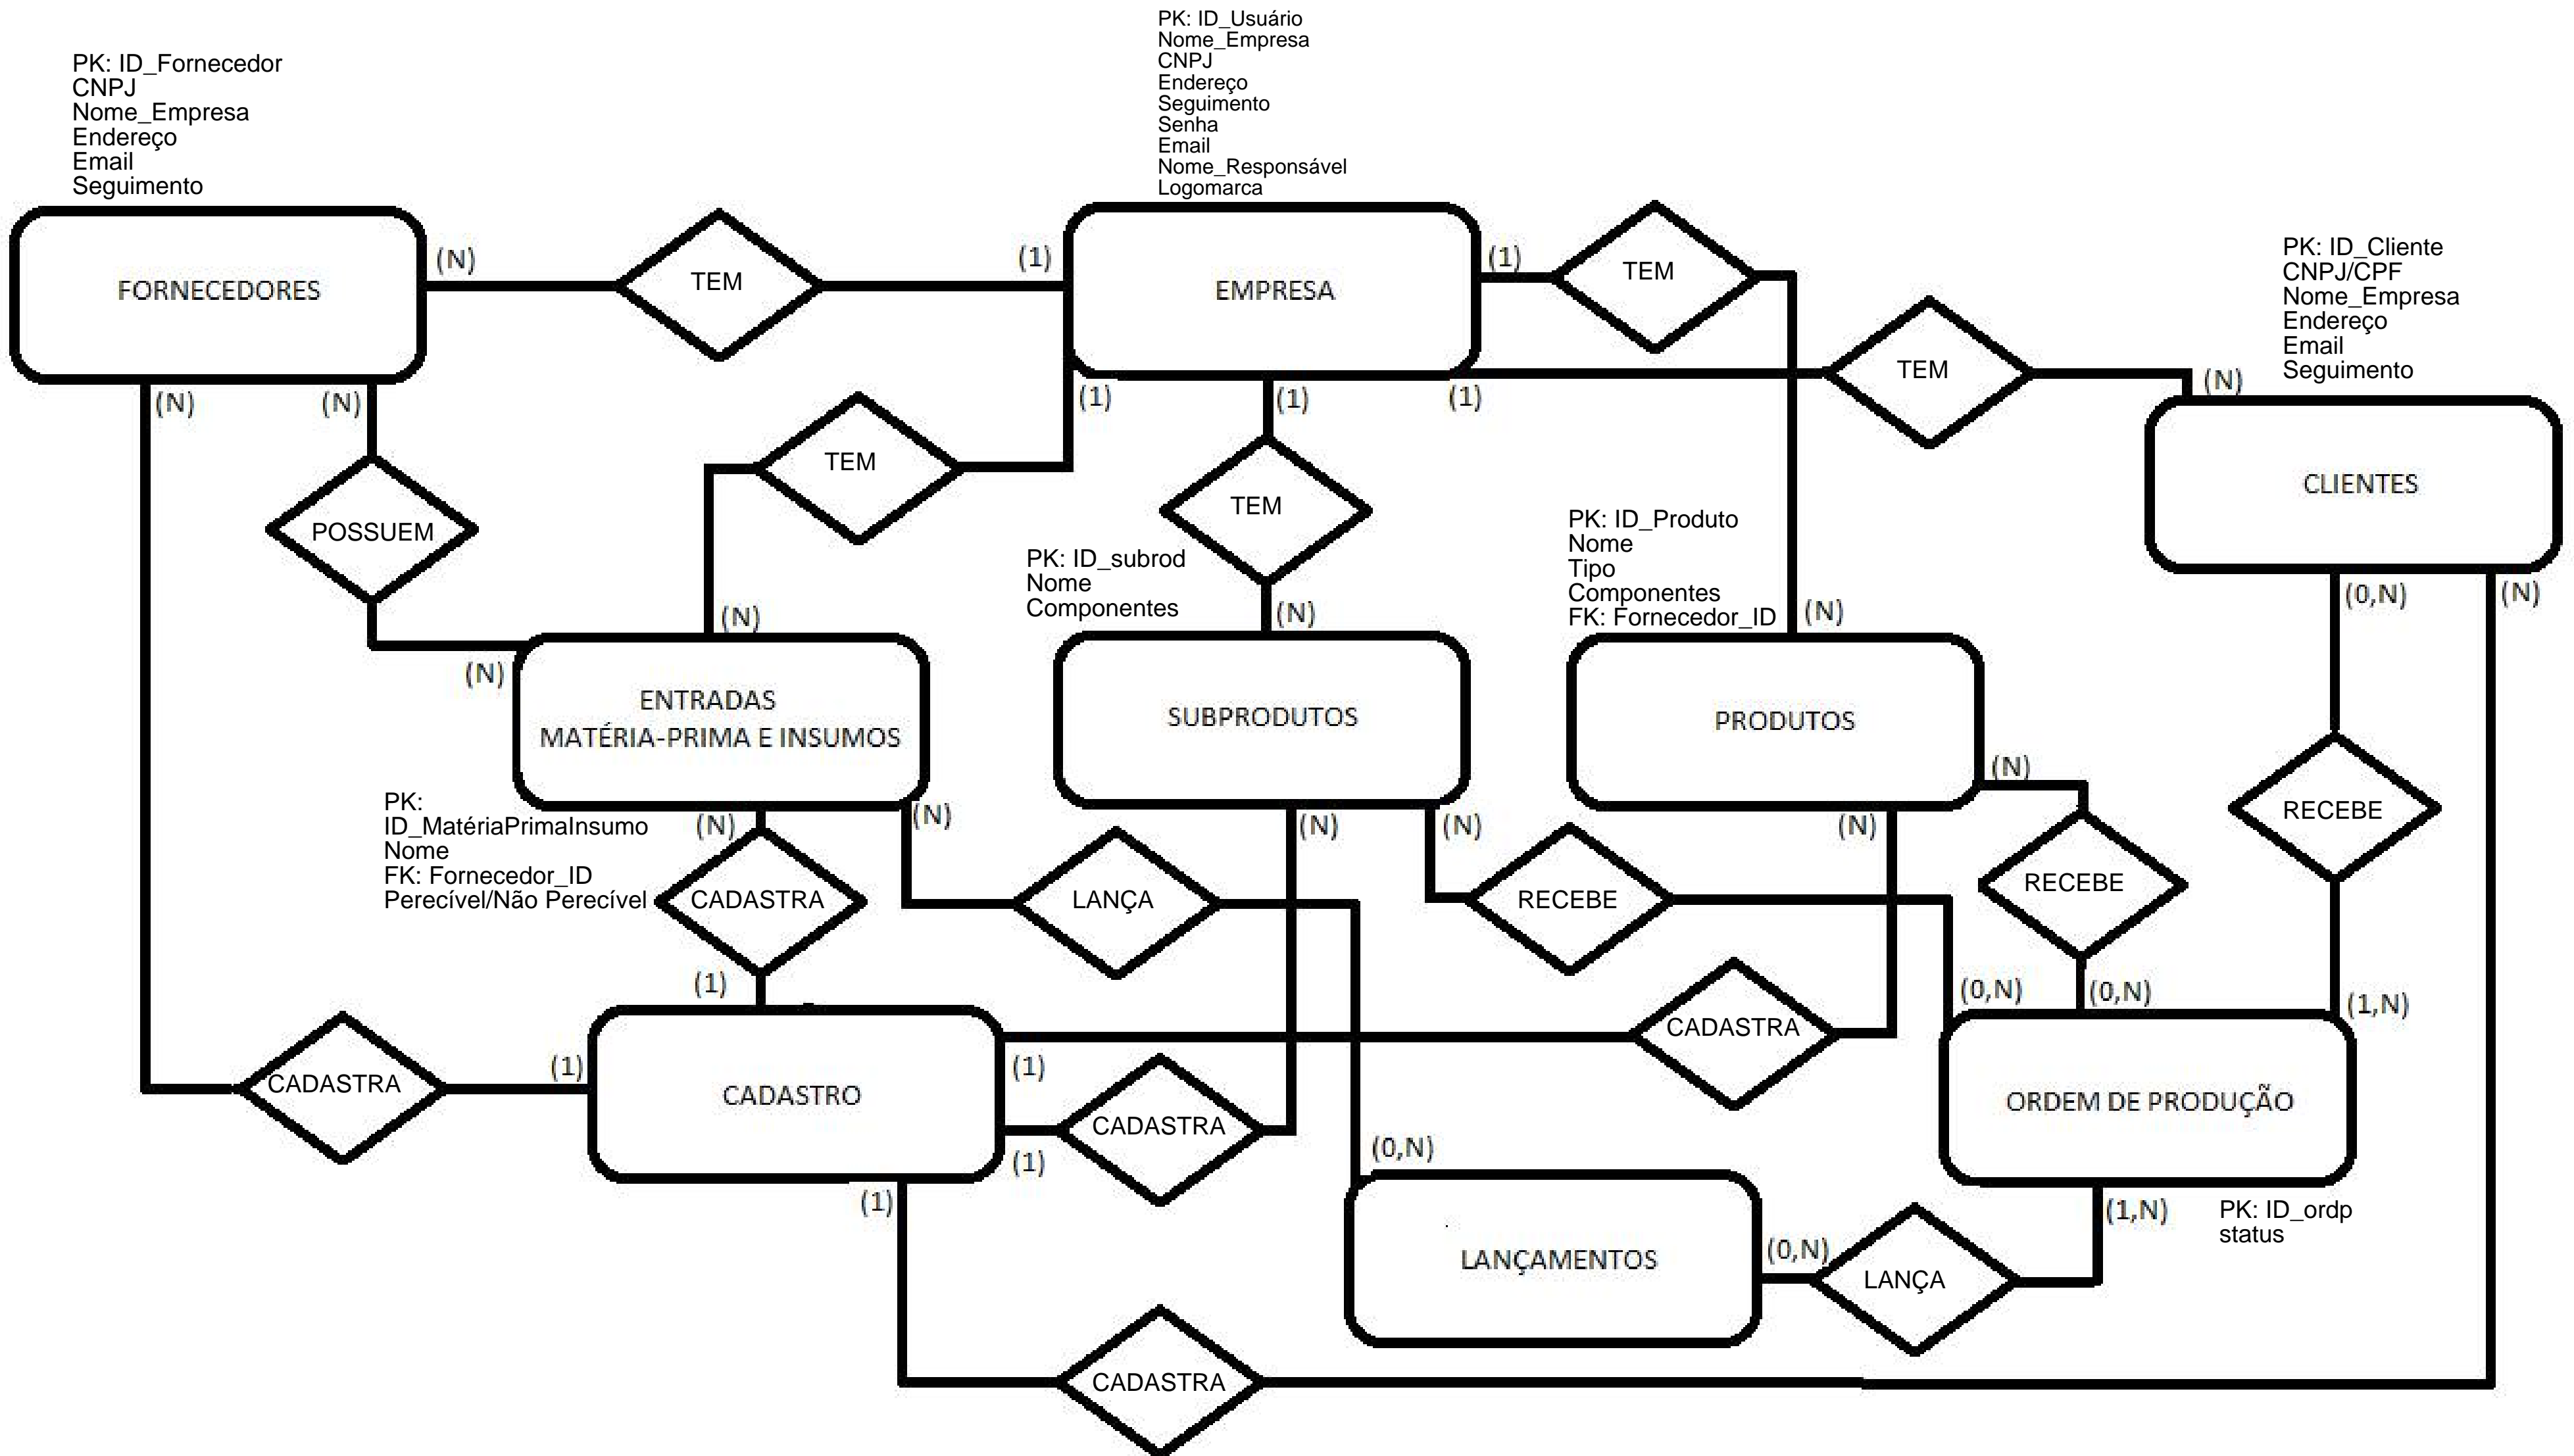 PK: ID_Usuário
Nome_Empresa
CNPJ
Endereço
Seguimento
Senha
Email
Nome_Responsável
Logomarca
PK: ID_Fornecedor
CNPJ
Nome_Empresa
Endereço
Email
Seguimento
PK: ID_Cliente
CNPJ/CPF
Nome_Empresa
Endereço
Email
Seguimento
FORNECEDORES
(N)
TEM
(1)
EMPRESA
(1)
TEM
(N)
(N)
(1)
(1)
(1)
TEM
(N)
CLIENTES
POSSUEM
TEM
TEM
PK: ID_subrod
Nome
Componentes
PK: ID_Produto
Nome
Tipo
Componentes
FK: Fornecedor_ID
(0,N)
(N)
(N)
(N)
(N)
(N)
ENTRADAS
MATÉRIA-PRIMA E INSUMOS
SUBPRODUTOS
PRODUTOS
(N)
PK:
ID_MatériaPrimaInsumo
Nome
FK: Fornecedor_ID
Perecível/Não Perecível
(N)
(N)
(N)
(N)
(N)
RECEBE
CADASTRA
LANÇA
RECEBE
RECEBE
(1)
(0,N)
(0,N)
(1,N)
CADASTRA
CADASTRA
(1)
CADASTRO
(1)
(1)
CADASTRA
ORDEM DE PRODUÇÃO
(1)
(0,N)
(1,N)
PK: ID_ordp
status
LANÇAMENTOS
(0,N)
LANÇA
CADASTRA